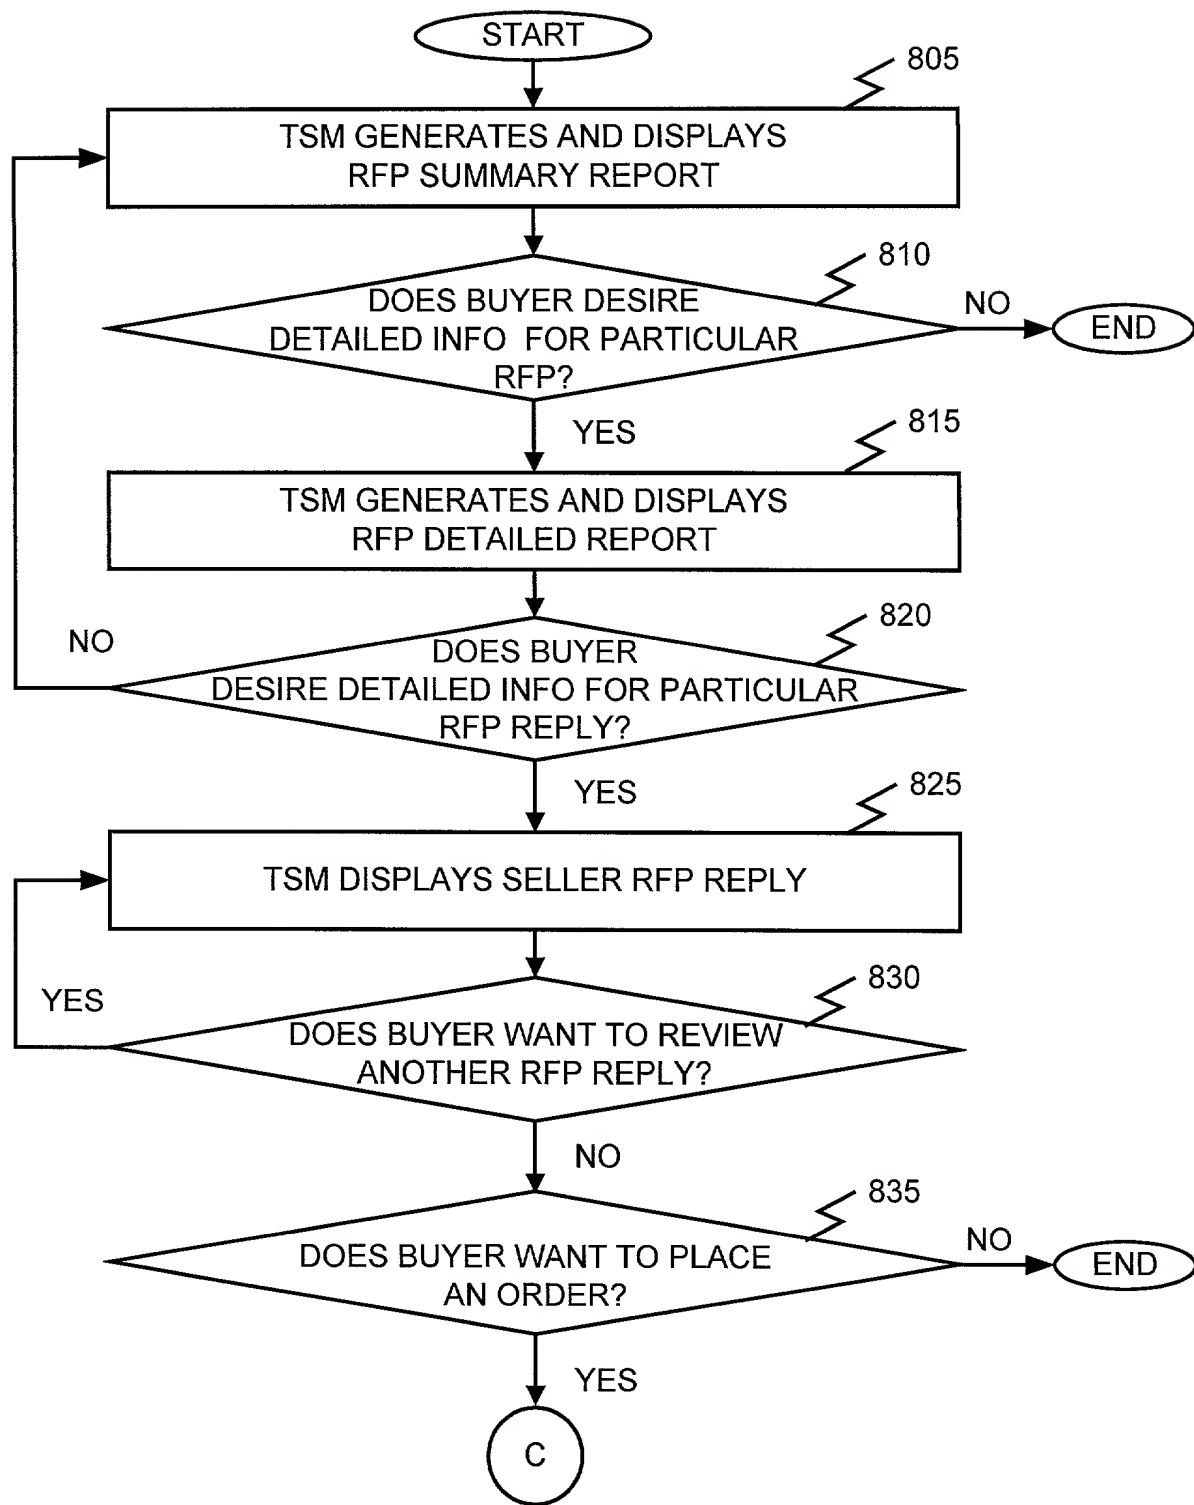 START
805
TSM GENERATES AND DISPLAYS
RFP SUMMARY REPORT
810
DOES BUYER DESIRE
DETAILED INFO FOR PARTICULAR
RFP?
NO
END
YES
815
TSM GENERATES AND DISPLAYS
RFP DETAILED REPORT
820
NO
DOES BUYER
DESIRE DETAILED INFO FOR PARTICULAR
RFP REPLY?
YES
825
TSM DISPLAYS SELLER RFP REPLY
830
YES
DOES BUYER WANT TO REVIEW
ANOTHER RFP REPLY?
NO
835
DOES BUYER WANT TO PLACE
AN ORDER?
NO
END
YES
C